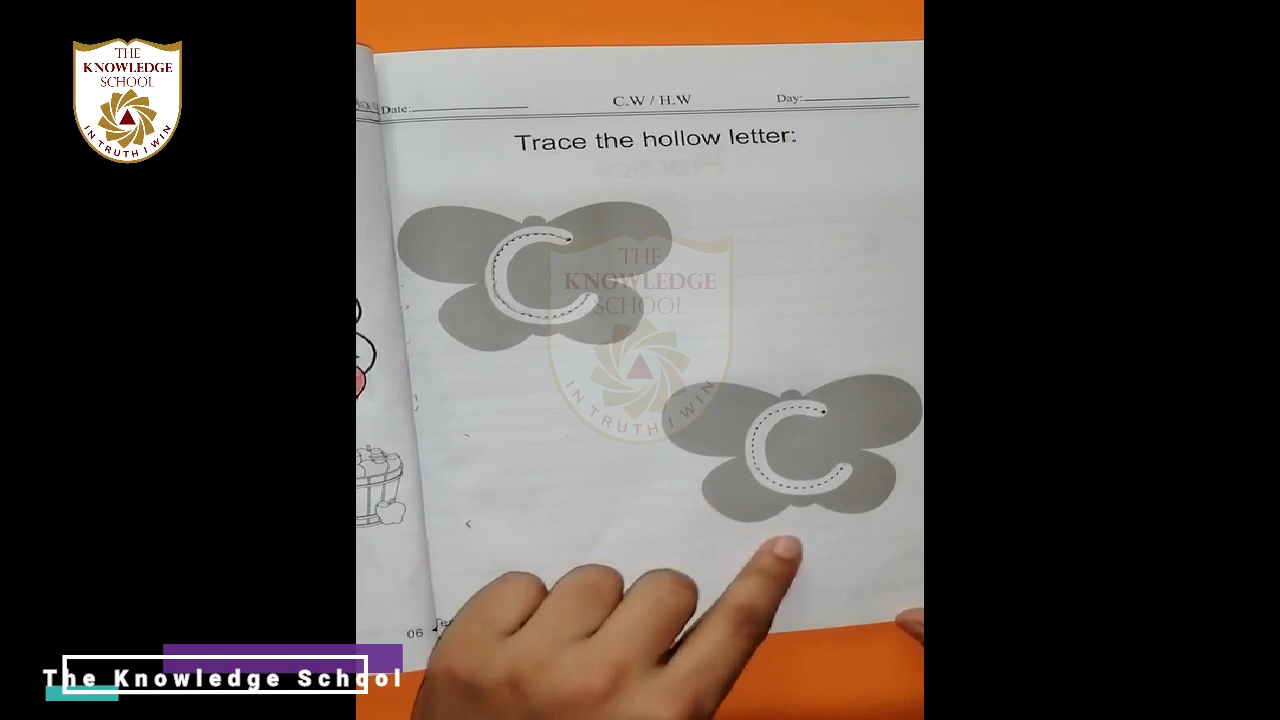 THE
KNOWLEDGE
SCHOOL
IN TRUTH I WIN
Date:
C.W / H.W
Day:
Trace the hollow letter:
C
THE
KNOWLEDGE
SCHOOL
IN TRUTH I WIN
C
06
The Knowledge School